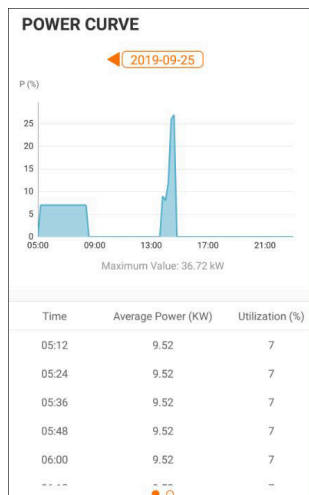 POWER CURVE
2019-09-25
P (%)
25
20
15
10
5
0
05:00 09:00 13:00 17:00 21:00
Maximum Value: 36.72 kW
Time Average Power (KW) Utilization (%)
05:12 9.52 7
05:24 9.52 7
05:36 9.52 7
05:48 9.52 7
06:00 9.52 7